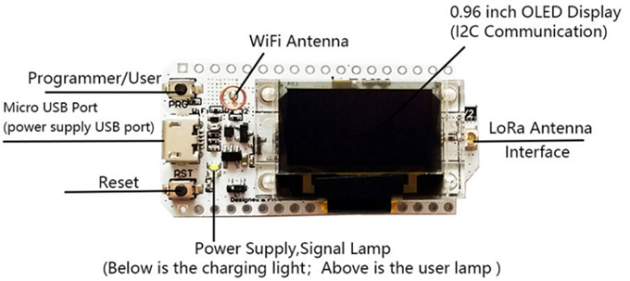 0.96 inch OLED Display
(I2C Communication)
WiFi Antenna
Programmer/User
PRG
Micro USB Port
(power supply USB port)
LoRa Antenna
Interface
RST
Reset
Power Supply,Signal Lamp
(Below is the charging light；Above is the user lamp )